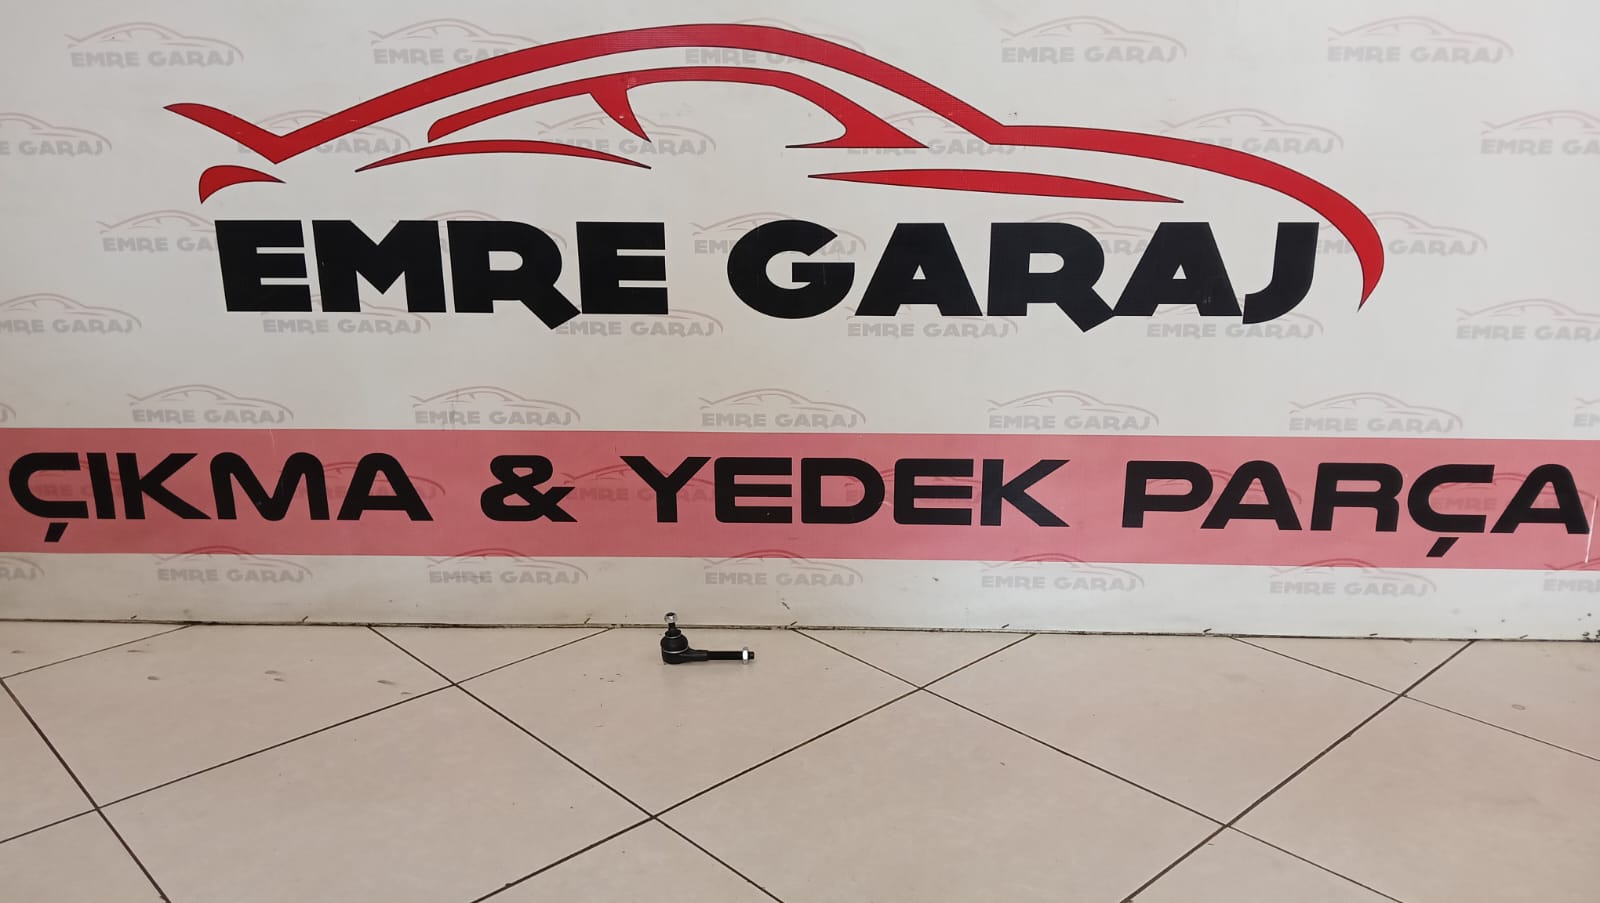 EMRE GARAJ
ÇIKMA & YEDEK PARÇA